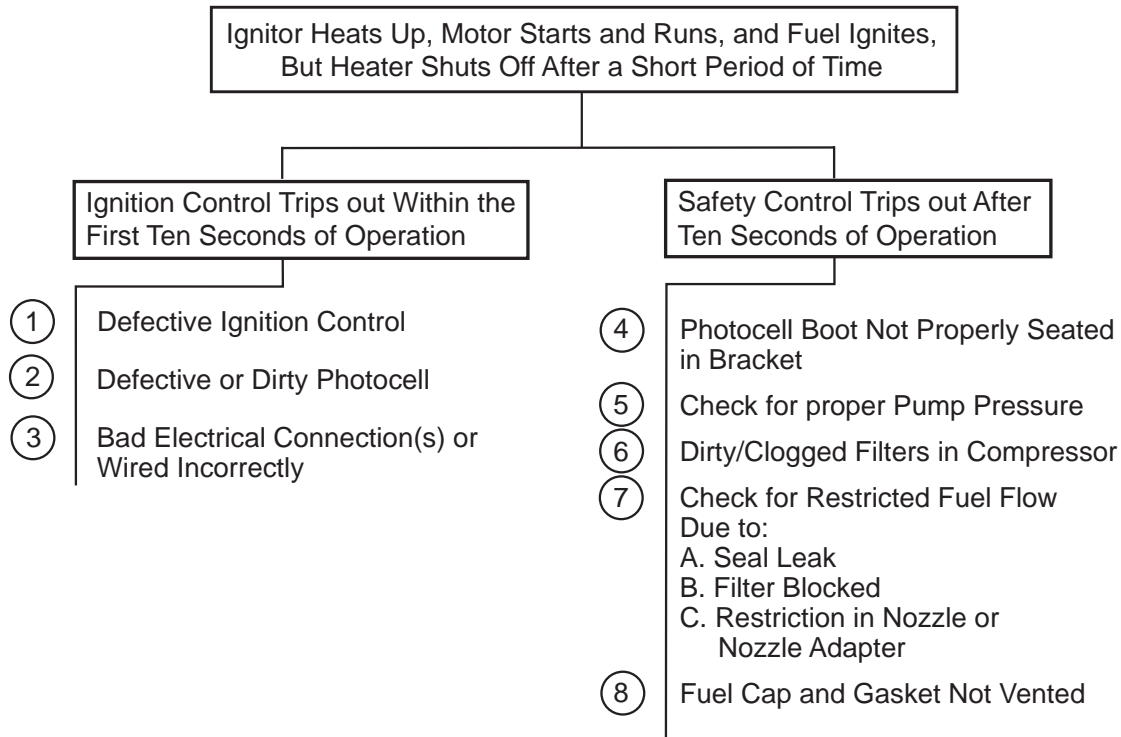 Ignitor Heats Up, Motor Starts and Runs, and Fuel Ignites,
But Heater Shuts Off After a Short Period of Time
Ignition Control Trips out Within the
First Ten Seconds of Operation
1 Defective Ignition Control
2 Defective or Dirty Photocell
3 Bad Electrical Connection(s) or
Wired Incorrectly
Safety Control Trips out After
Ten Seconds of Operation
4 Photocell Boot Not Properly Seated
in Bracket
5 Check for proper Pump Pressure
6 Dirty/Clogged Filters in Compressor
7 Check for Restricted Fuel Flow
Due to:
A. Seal Leak
B. Filter Blocked
C. Restriction in Nozzle or
Nozzle Adapter
8 Fuel Cap and Gasket Not Vented